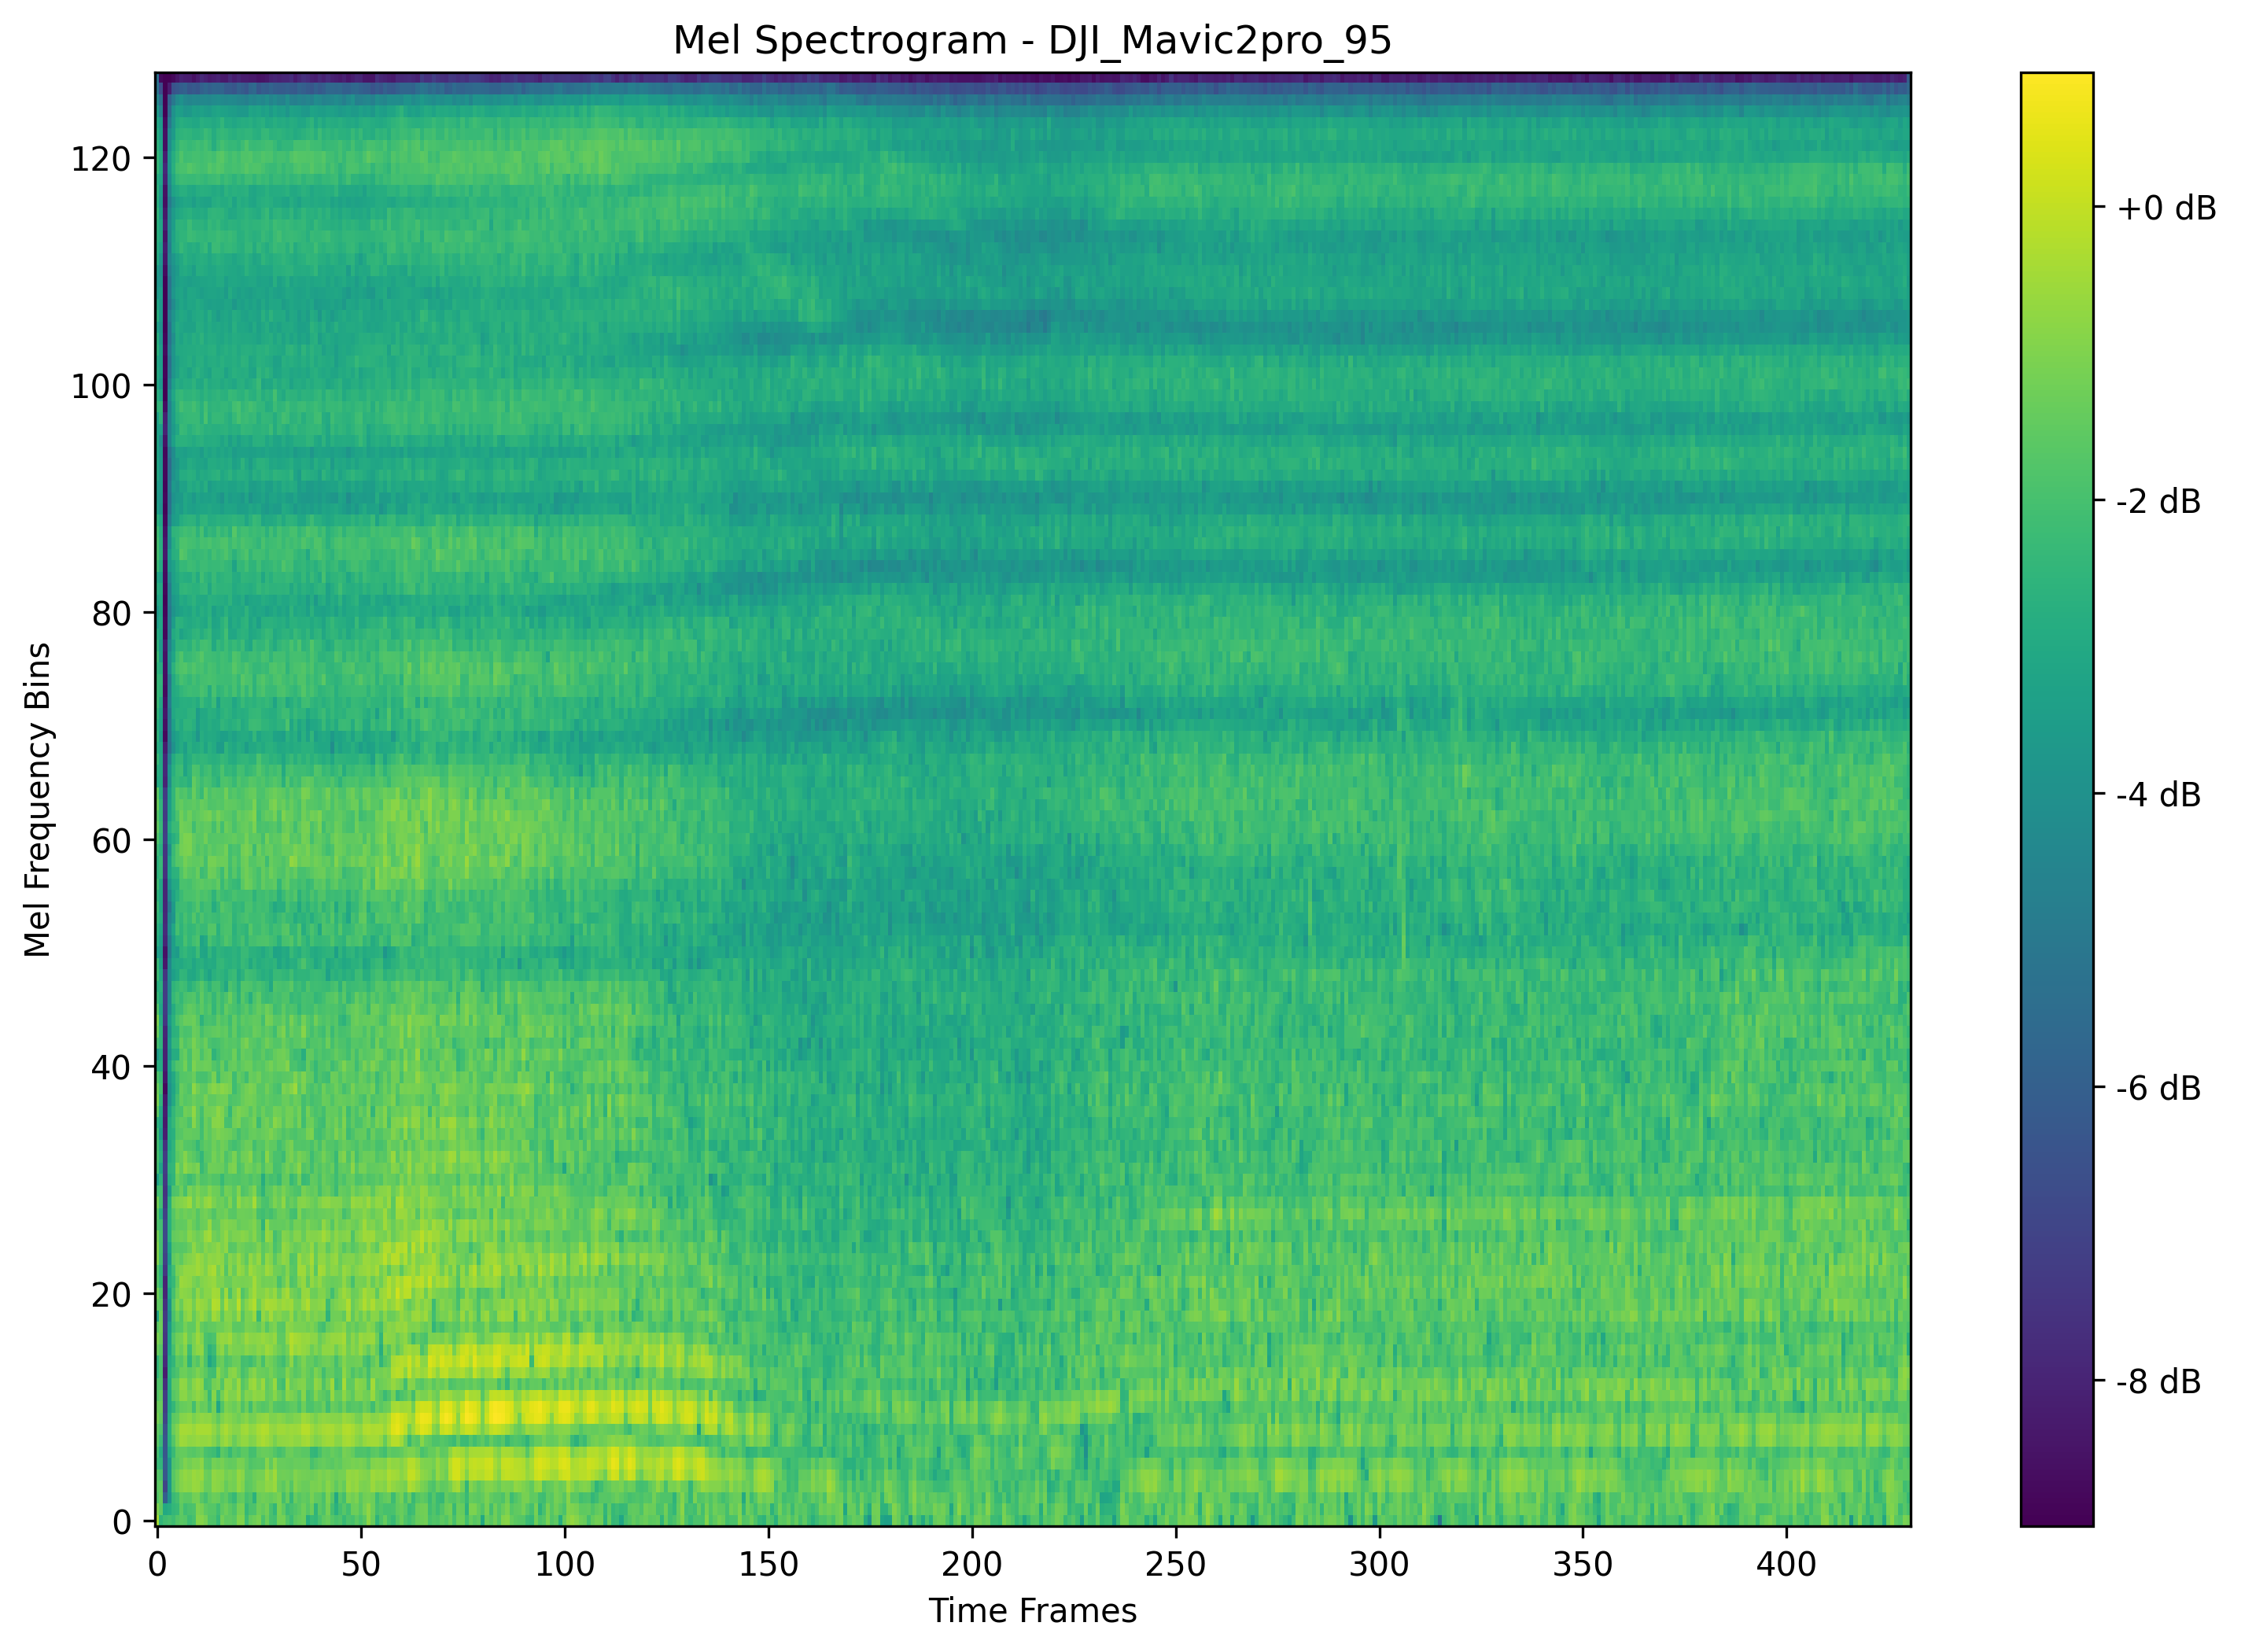 Mel Spectrogram - DJI_Mavic2pro_95
Mel Frequency Bins
120
100
80
60
40
20
0
0 50 100 150 200 250 300 350 400
Time Frames
+0 dB
-2 dB
-4 dB
-6 dB
-8 dB